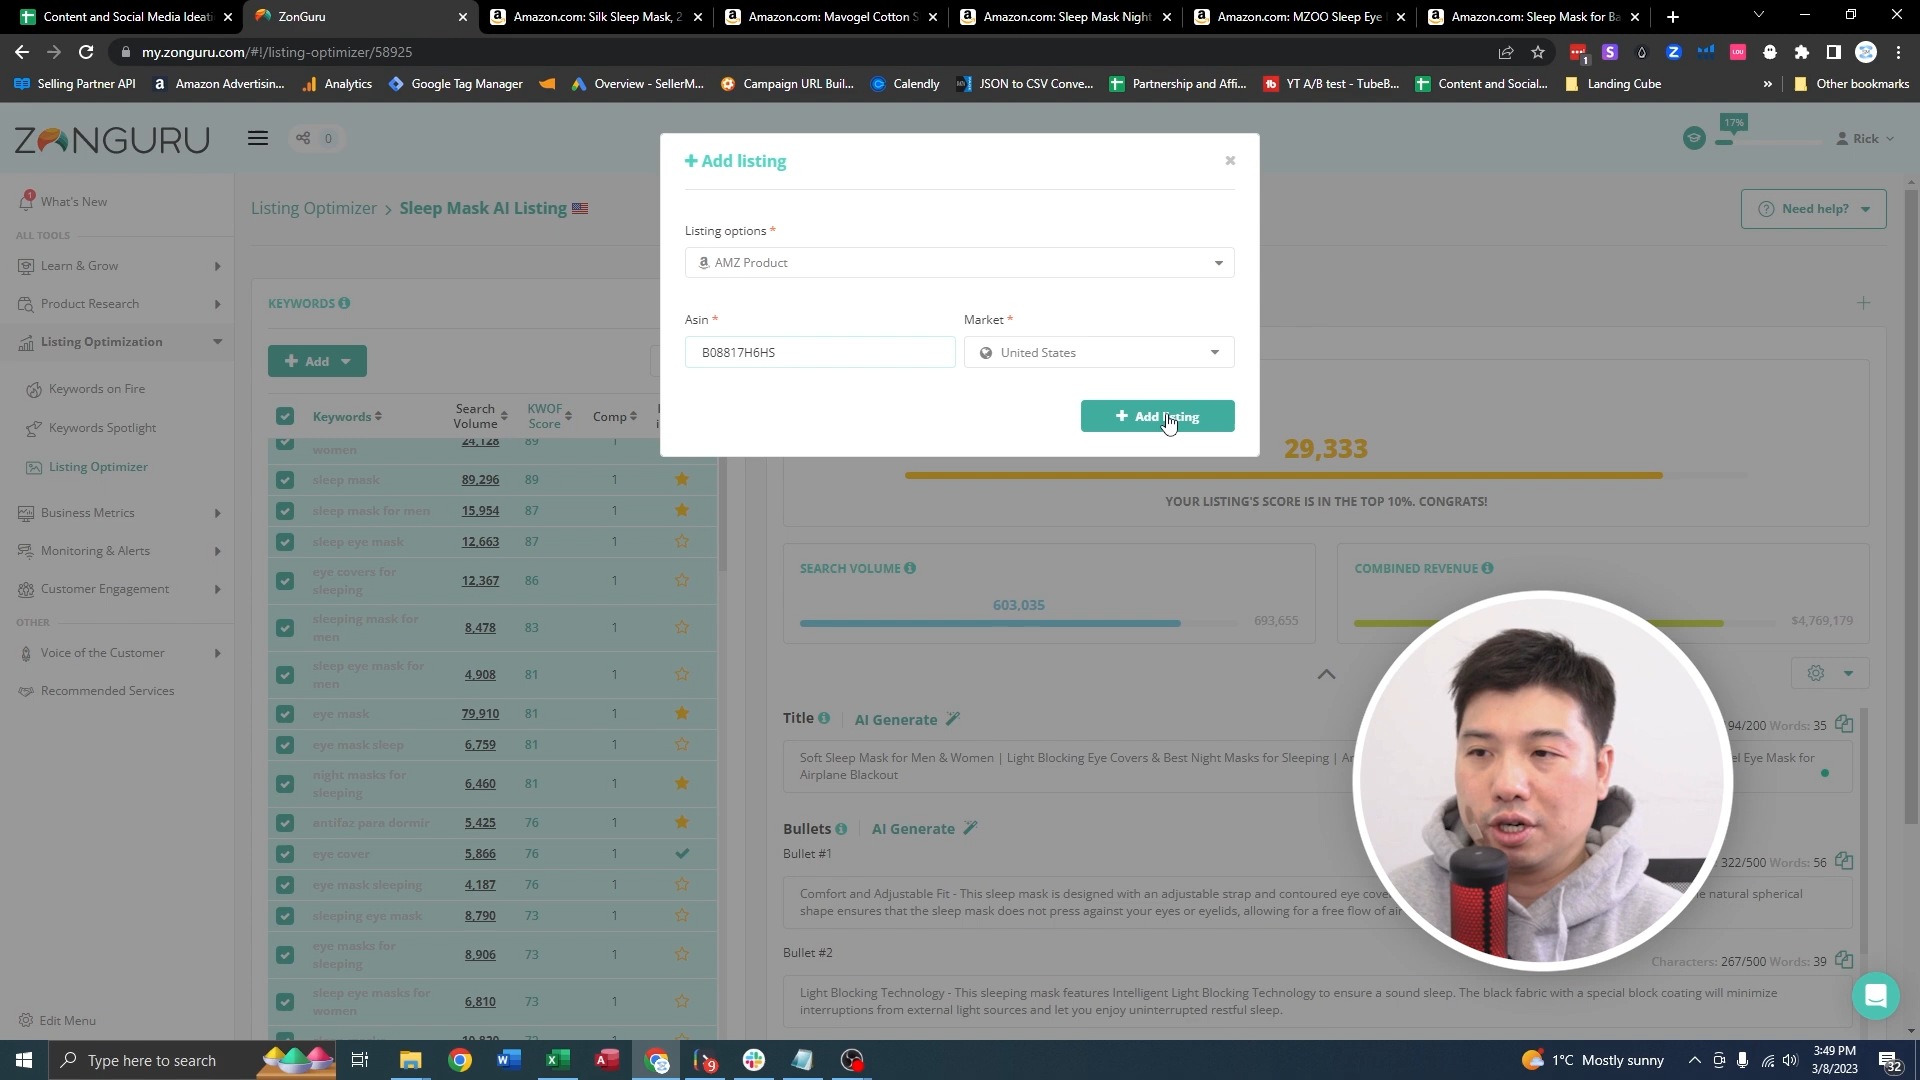 Content and Social Media Ideati
ZonGuru
Amazon.com: Silk Sleep Mask, 2
Amazon.com: Mavogel Cotton S
Amazon.com: Sleep Mask Night
Amazon.com: MZOO Sleep Eye
Amazon.com: Sleep Mask for Ba
my.zonguru.com/#!/listing-optimizer/58925
Selling Partner API
Amazon Advertisin...
Analytics
Google Tag Manager
Overview - SellerM...
Campaign URL Buil...
Calendly
JSON to CSV Conve...
Partnership and Affi...
YT A/B test - TubeB...
Content and Social...
Landing Cube
Other bookmarks
ZONGURU
0
17%
Rick
What's New
ALL TOOLS
Learn & Grow
Product Research
Listing Optimization
Keywords on Fire
Keywords Spotlight
Listing Optimizer
Business Metrics
Monitoring & Alerts
Customer Engagement
OTHER
Voice of the Customer
Recommended Services
Edit Menu
Listing Optimizer > Sleep Mask AI Listing
Need help?
Add listing
Listing options *
AMZ Product
Asin *
Market *
B08817H6HS
United States
Add listing
KEYWORDS
Add
Keywords
Search Volume
KWOF Score
Comp
women 24,128 89 1
sleep mask 89,296 89 1
sleep mask for men 15,954 87 1
sleep eye mask 12,663 87 1
eye covers for sleeping 12,367 86 1
sleeping mask for men 8,478 83 1
sleep eye mask for men 4,908 81 1
eye mask 79,910 81 1
eye mask sleep 6,759 81 1
night masks for sleeping 6,460 81 1
antifaz para dormir 5,425 76 1
eye cover 5,866 76 1
eye mask sleeping 4,187 76 1
sleeping eye mask 8,790 73 1
eye masks for sleeping 8,906 73 1
sleep eye masks for women 6,810 73 1
29,333
YOUR LISTING'S SCORE IS IN THE TOP 10%. CONGRATS!
SEARCH VOLUME
603,035
693,655
COMBINED REVENUE
$4,769,179
Title
AI Generate
94/200 Words: 35
Soft Sleep Mask for Men & Women | Light Blocking Eye Covers & Best Night Masks for Sleeping |
el Eye Mask for
Airplane Blackout
Bullets
AI Generate
Bullet #1
322/500 Words: 56
Comfort and Adjustable Fit - This sleep mask is designed with an adjustable strap and contoured eye cove
natural spherical
shape ensures that the sleep mask does not press against your eyes or eyelids, allowing for a free flow of air
Bullet #2
Characters: 267/500 Words: 39
Light Blocking Technology - This sleeping mask features Intelligent Light Blocking Technology to ensure a sound sleep. The black fabric with a special block coating will minimize
interruptions from external light sources and let you enjoy uninterrupted restful sleep.
Type here to search
1°C Mostly sunny
3:49 PM
3/8/2023
32